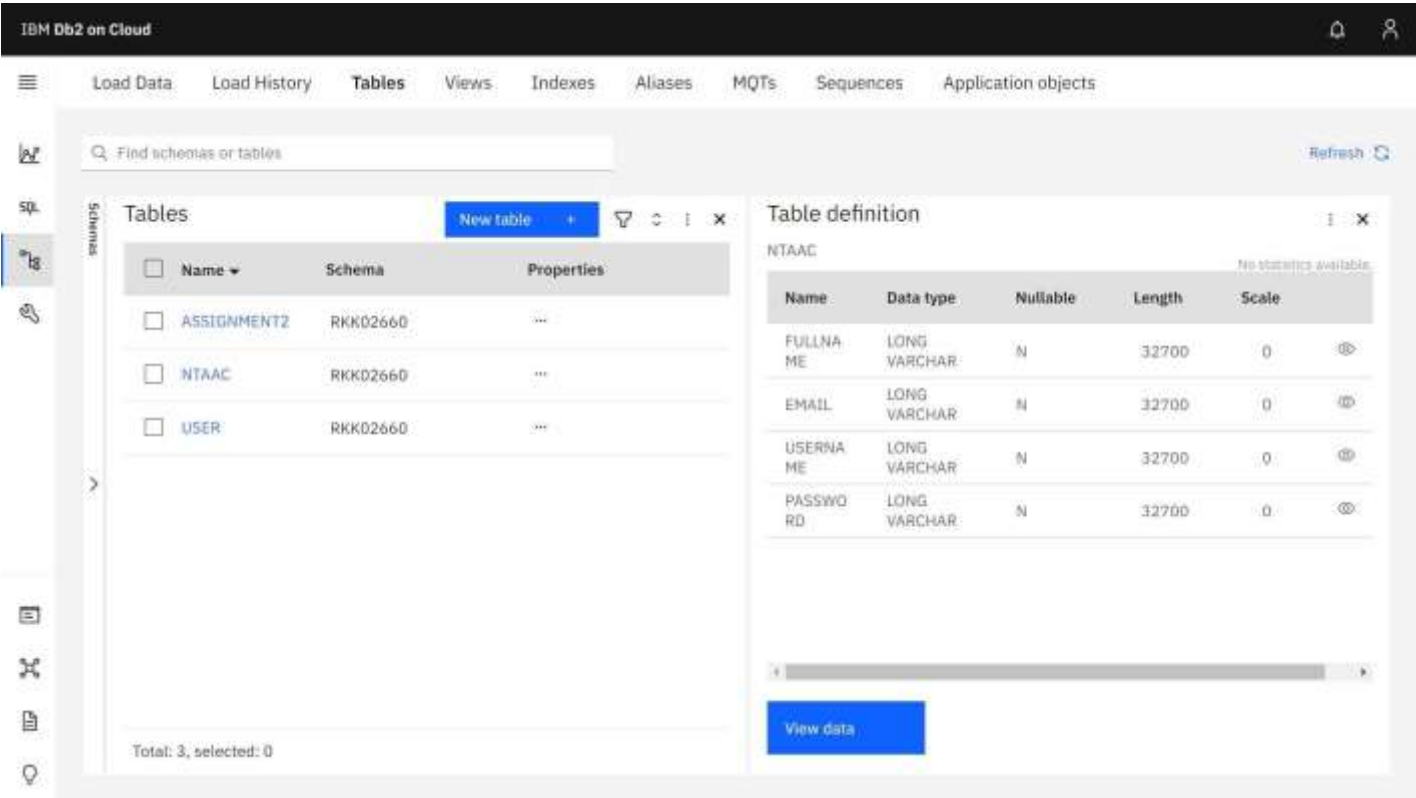 IBM Db2 on Cloud
Load Data Load History Tables Views Indexes Aliases MQTs Sequences Application objects
Find schemas or tables
Refresh
SQL
Schemas
Tables
New table +
Name Schema Properties
ASSIGNMENT2 RKK02660 ...
NTAAC RKK02660 ...
USER RKK02660 ...
Total: 3, selected: 0
Table definition
NTAAC
No statistics available.
Name Data type Nullable Length Scale
FULLNA
ME LONG
VARCHAR N 32700 0
EMAIL LONG
VARCHAR N 32700 0
USERNA
ME LONG
VARCHAR N 32700 0
PASSWO
RD LONG
VARCHAR N 32700 0
View data